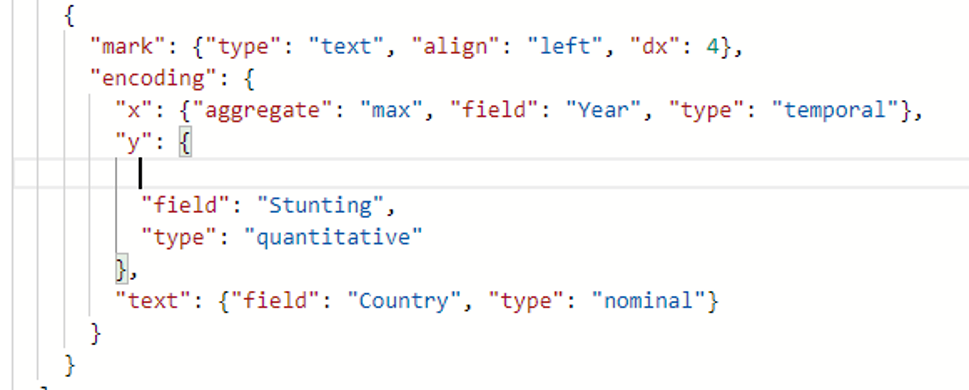 {
"mark": {"type": "text", "align": "left", "dx": 4},
"encoding": {
"x": {"aggregate": "max", "field": "Year", "type": "temporal"},
"y": {
"field": "Stunting",
"type": "quantitative"
},
"text": {"field": "Country", "type": "nominal"}
}
}